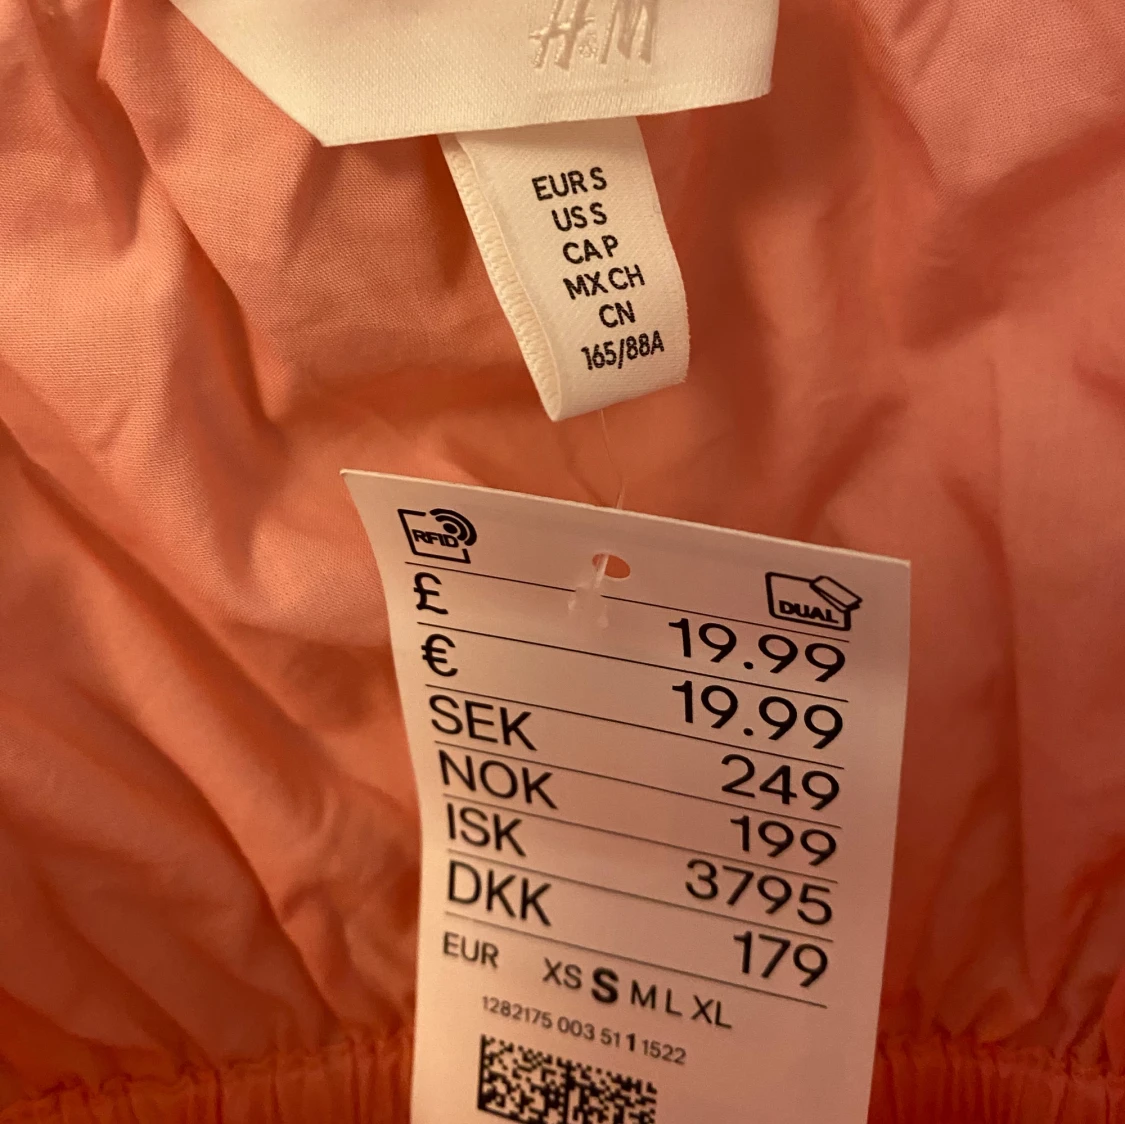 H&M
EUR S
US S
CA P
MX CH
CN
165/88A
RFID
DUAL
£ 19.99
€ 19.99
SEK 249
NOK 199
ISK 3795
DKK 179
EUR XS S M L XL
1282175 003 51 1 1522